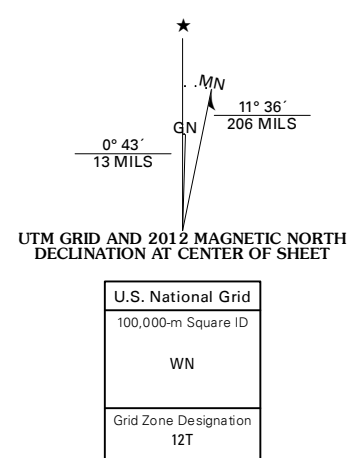 ★
MN
GN
11° 36´
206 MILS
0° 43´
13 MILS
UTM GRID AND 2012 MAGNETIC NORTH
DECLINATION AT CENTER OF SHEET
U.S. National Grid
100,000-m Square ID
WN
Grid Zone Designation
12T